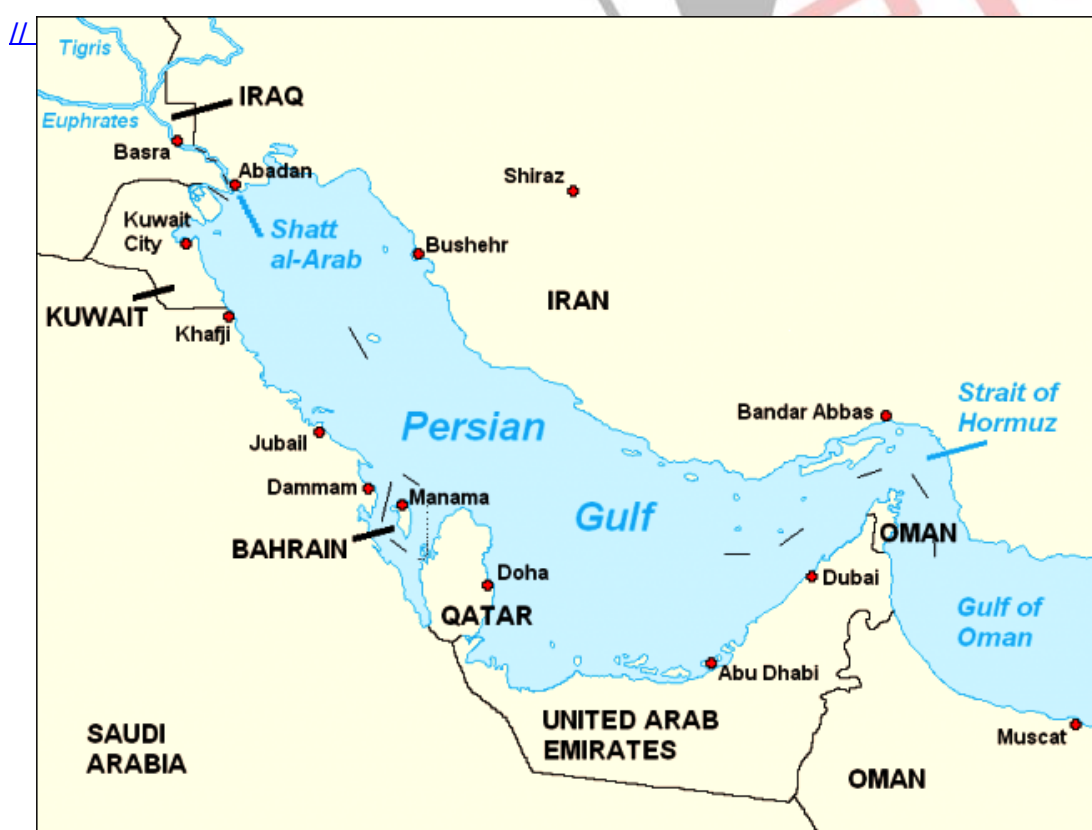 //
Tigris
IRAQ
Euphrates
Basra
Abadan
Shiraz
Kuwait
City
Shatt
al-Arab
Bushehr
IRAN
KUWAIT
Khafji
Strait of
Hormuz
Bandar Abbas
Persian
Jubail
Dammam
Manama
Gulf
BAHRAIN
OMAN
Doha
Dubai
QATAR
Gulf of
Oman
Abu Dhabi
UNITED ARAB
EMIRATES
SAUDI
ARABIA
Muscat
OMAN